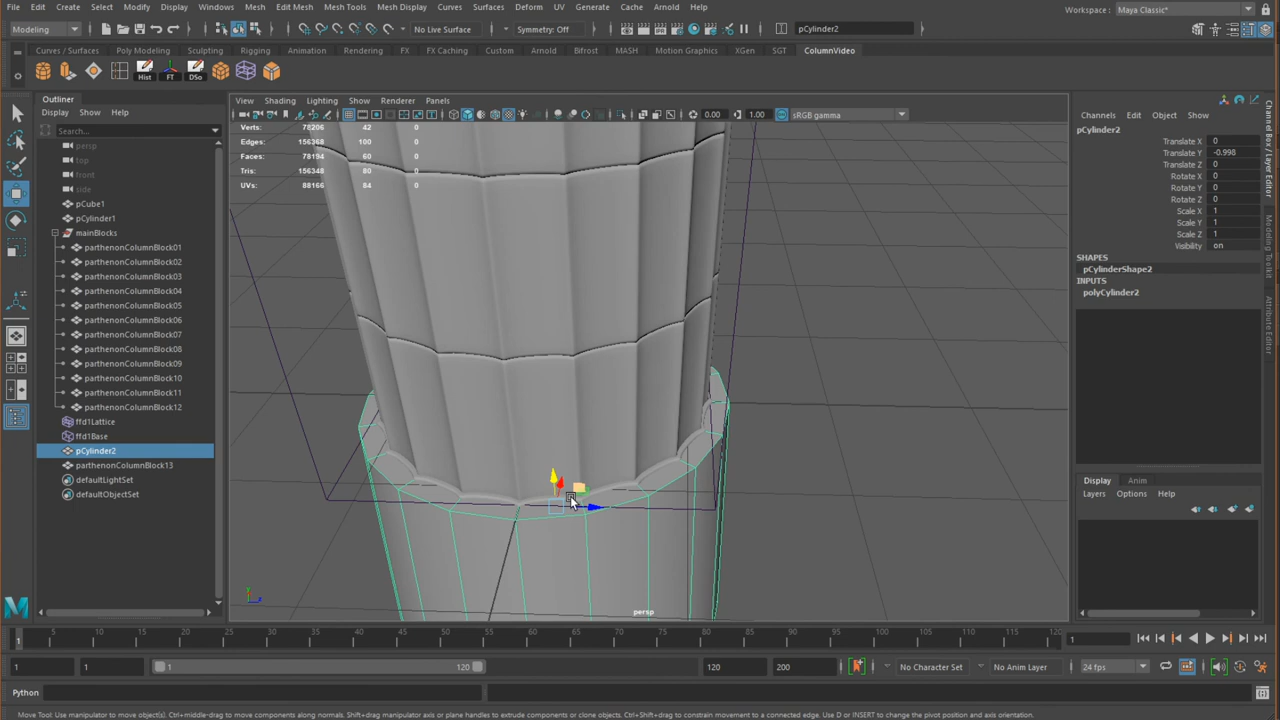 File Edit Create Select Modify Display Windows Mesh Edit Mesh Mesh Tools Mesh Display Curves Surfaces Deform UV Generate Cache Arnold Help
Workspace : Maya Classic*
Modeling
No Live Surface
Symmetry: Off
pCylinder2
Curves / Surfaces Poly Modeling Sculpting Rigging Animation Rendering FX FX Caching Custom Arnold Bifrost MASH Motion Graphics XGen SGT ColumnVideo
Hist FT DSo
Outliner
Display Show Help
Search...
persp
top
front
side
pCube1
pCylinder1
mainBlocks
parthenonColumnBlock01
parthenonColumnBlock02
parthenonColumnBlock03
parthenonColumnBlock04
parthenonColumnBlock05
parthenonColumnBlock06
parthenonColumnBlock07
parthenonColumnBlock08
parthenonColumnBlock09
parthenonColumnBlock10
parthenonColumnBlock11
parthenonColumnBlock12
ffd1Lattice
ffd1Base
pCylinder2
parthenonColumnBlock13
defaultLightSet
defaultObjectSet
View Shading Lighting Show Renderer Panels
0.00 1.00 sRGB gamma
Verts: 78206 42 0
Edges: 156368 100 0
Faces: 78194 60 0
Tris: 156348 80 0
UVs: 88166 84 0
persp
Channels Edit Object Show
pCylinder2
Translate X 0
Translate Y -0.998
Translate Z 0
Rotate X 0
Rotate Y 0
Rotate Z 0
Scale X 1
Scale Y 1
Scale Z 1
Visibility on
SHAPES
pCylinderShape2
INPUTS
polyCylinder2
Display Anim
Layers Options Help
Channel Box / Layer Editor
Modeling Toolkit
Attribute Editor
1 5 10 15 20 25 30 35 40 45 50 55 60 65 70 75 80 85 90 95 100 105 110 115 120
1
1 1 1 120 120 200 No Character Set No Anim Layer 24 fps
Python
Move Tool: Use manipulator to move object(s). Ctrl+middle-drag to move components along normals. Shift+drag manipulator axis or plane handles to extrude components or clone objects. Ctrl+Shift+drag to constrain movement to a connected edge. Use D or INSERT to change the pivot position and axis orientation.